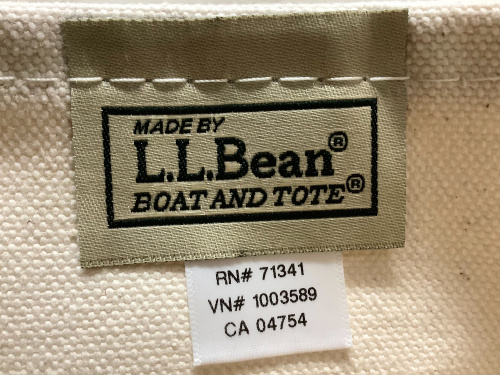 MADE BY
L.L.Bean®
BOAT AND TOTE®
RN# 71341
VN# 1003589
CA 04754